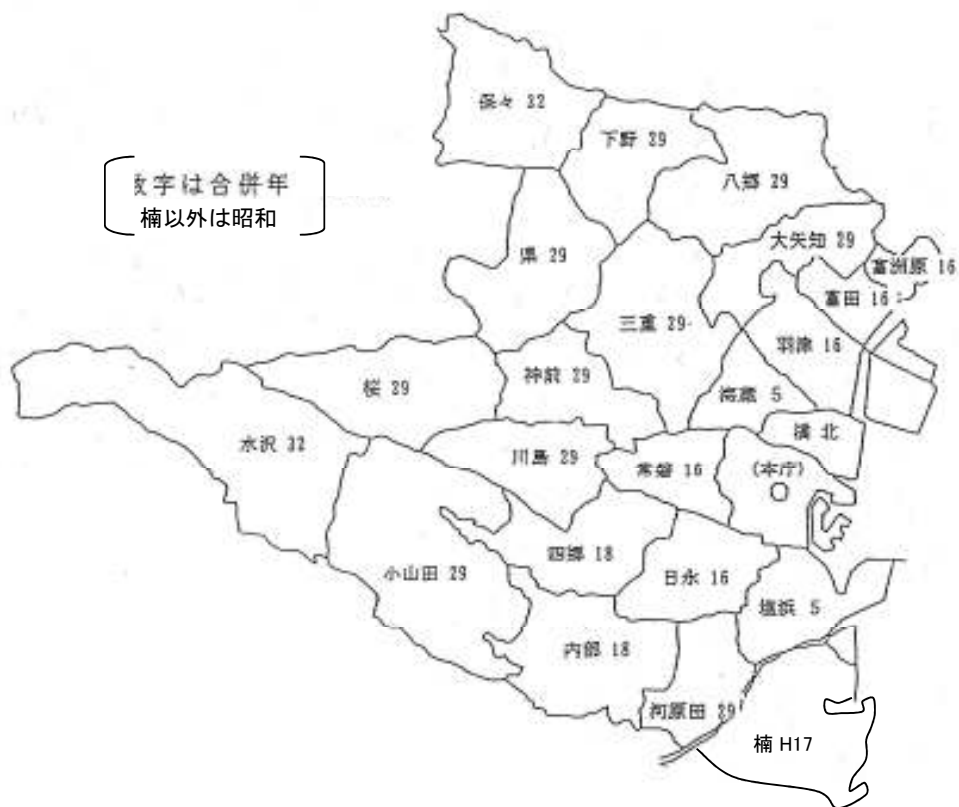 数字は合併年
楠以外は昭和
保々 32
下野 29
八郷 29
大矢知 29
富洲原 16
県 29
富田 16
三重 29
羽津 16
桜 29
神前 29
海蔵 5
水沢 32
橋北
川島 29
常磐 16
(本庁)
四郷 18
小山田 29
日永 16
塩浜 5
内部 18
河原田 29
楠 H17